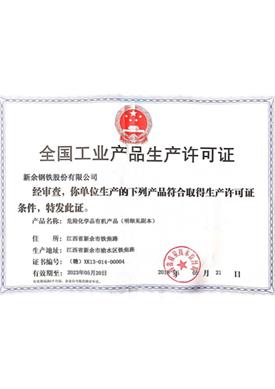 全国工业产品生产许可证
新余钢铁股份有限公司
经审查，你单位生产的下列产品符合取得生产许可证
条件，特发此证。
产品名称： 危险化学品有机产品（明细见副本）
住 所： 江西省新余市铁焦路
生产地址： 江西省新余市渝水区铁焦路
证书编号： （赣）XK13-014-00004
有效期至： 2023年05月20日
05月 21 日